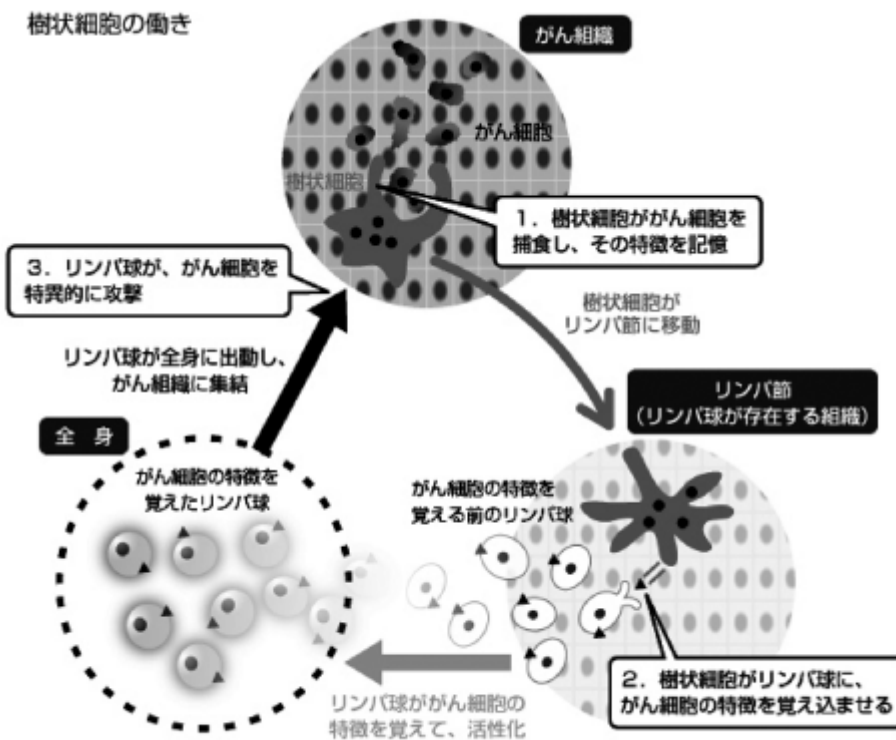 樹状細胞の働き
がん組織
がん細胞
樹状細胞
1．樹状細胞ががん細胞を
捕食し、その特徴を記憶
樹状細胞が
リンパ節に移動
リンパ節
（リンパ球が存在する組織）
がん細胞の特徴を
覚える前のリンパ球
2．樹状細胞がリンパ球に、
がん細胞の特徴を覚え込ませる
リンパ球ががん細胞の
特徴を覚えて、活性化
全 身
がん細胞の特徴を
覚えたリンパ球
リンパ球が全身に出動し、
がん組織に集結
3．リンパ球が、がん細胞を
特異的に攻撃